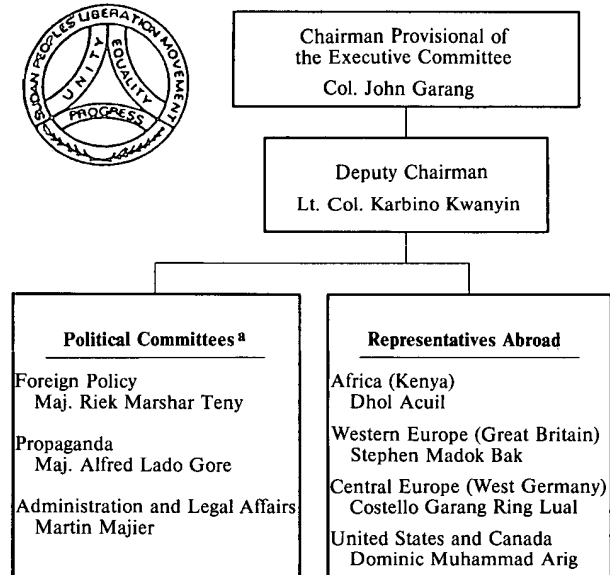 SUDAN PEOPLES LIBERATION MOVEMENT
UNITY
EQUALITY
PROGRESS
Chairman Provisional of
the Executive Committee
Col. John Garang
Deputy Chairman
Lt. Col. Karbino Kwanyin
Political Committees a
Foreign Policy
Maj. Riek Marshar Teny
Propaganda
Maj. Alfred Lado Gore
Administration and Legal Affairs
Martin Majier
Representatives Abroad
Africa (Kenya)
Dhol Acuil
Western Europe (Great Britain)
Stephen Madok Bak
Central Europe (West Germany)
Costello Garang Ring Lual
United States and Canada
Dominic Muhammad Arig